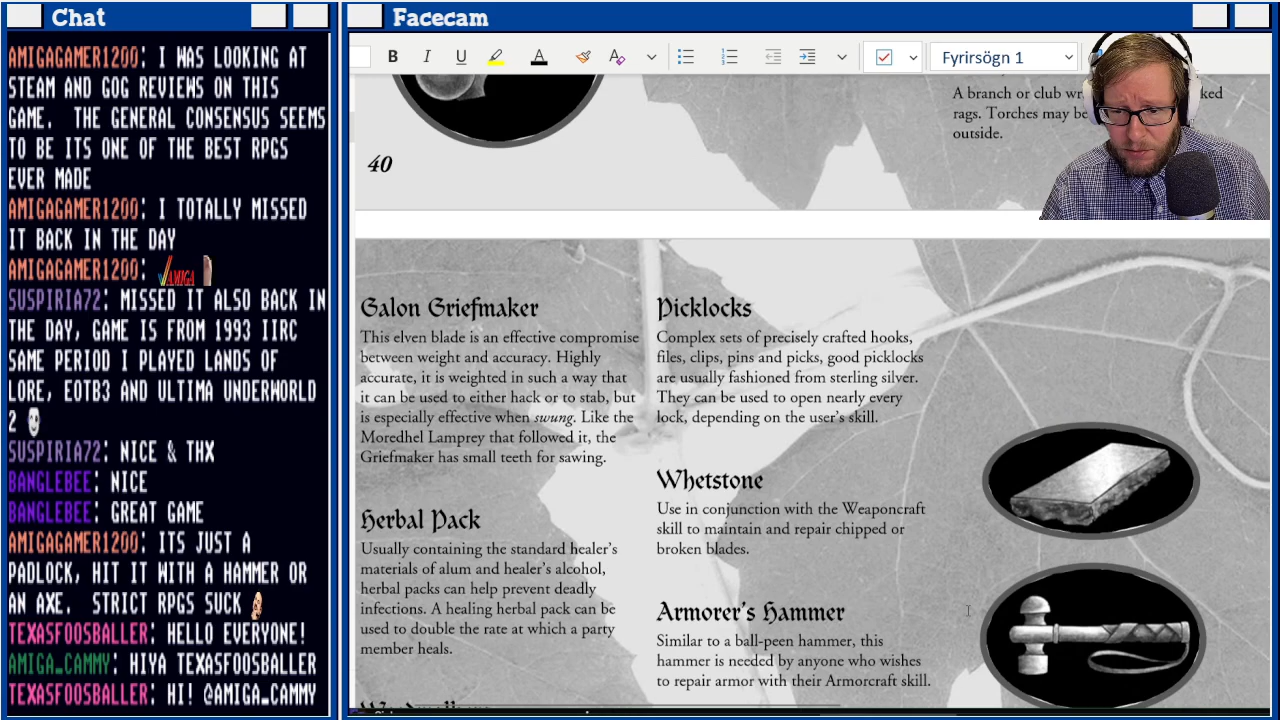 Chat
AMIGAGAMER1200: I WAS LOOKING AT
STEAM AND GOG REVIEWS ON THIS
GAME. THE GENERAL CONSENSUS SEEMS
TO BE ITS ONE OF THE BEST RPGS
EVER MADE
AMIGAGAMER1200: I TOTALLY MISSED
IT BACK IN THE DAY
AMIGAGAMER1200: AMIGA
SUSPIRIA72: MISSED IT ALSO BACK IN
THE DAY, GAME IS FROM 1993 IIRC
SAME PERIOD I PLAYED LANDS OF
LORE, EOTB3 AND ULTIMA UNDERWORLD
2
SUSPIRIA72: NICE & THX
BANGLEBEE: NICE
BANGLEBEE: GREAT GAME
AMIGAGAMER1200: ITS JUST A
PADLOCK, HIT IT WITH A HAMMER OR
AN AXE. STRICT RPGS SUCK
TEXASFOOSBALLER: HELLO EVERYONE!
AMIGA_CAMMY: HIYA TEXASFOOSBALLER
TEXASFOOSBALLER: HI! @AMIGA_CAMMY
Facecam
B I U A A Fyrirsögn 1
A branch or club
rags. Torches may be
outside.
40
Galon Griefmaker
This elven blade is an effective compromise
between weight and accuracy. Highly
accurate, it is weighted in such a way that
it can be used to either hack or to stab, but
is especially effective when swung. Like the
Moredhel Lamprey that followed it, the
Griefmaker has small teeth for sawing.
Herbal Pack
Usually containing the standard healer's
materials of alum and healer's alcohol,
herbal packs can help prevent deadly
infections. A healing herbal pack can be
used to double the rate at which a party
member heals.
Picklocks
Complex sets of precisely crafted hooks,
files, clips, pins and picks, good picklocks
are usually fashioned from sterling silver.
They can be used to open nearly every
lock, depending on the user's skill.
Whetstone
Use in conjunction with the Weaponcraft
skill to maintain and repair chipped or
broken blades.
Armorer's Hammer
Similar to a ball-peen hammer, this
hammer is needed by anyone who wishes
to repair armor with their Armorcraft skill.